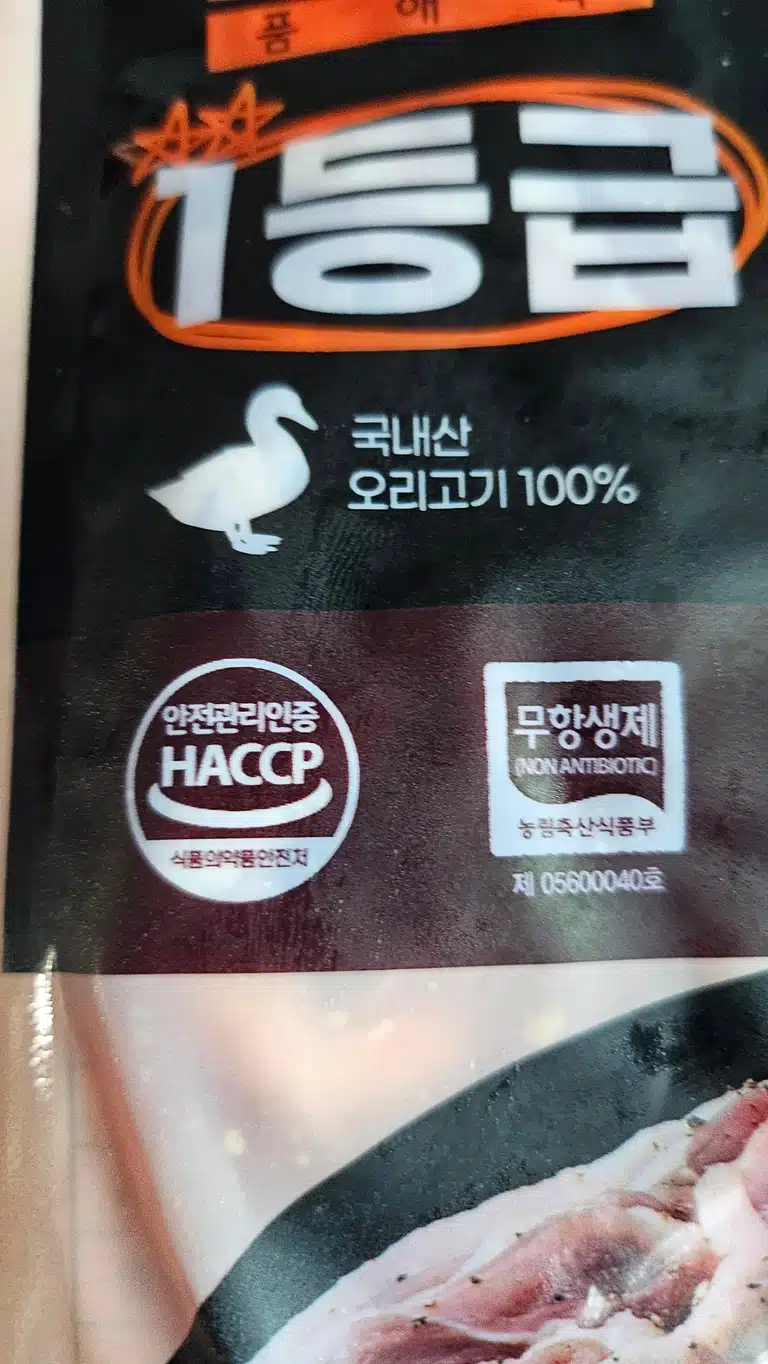 1등급
국내산
오리고기 100%
안전관리인증
HACCP
식품의약품안전처
무항생제
(NON ANTIBIOTIC)
농림축산식품부
제 05600040호